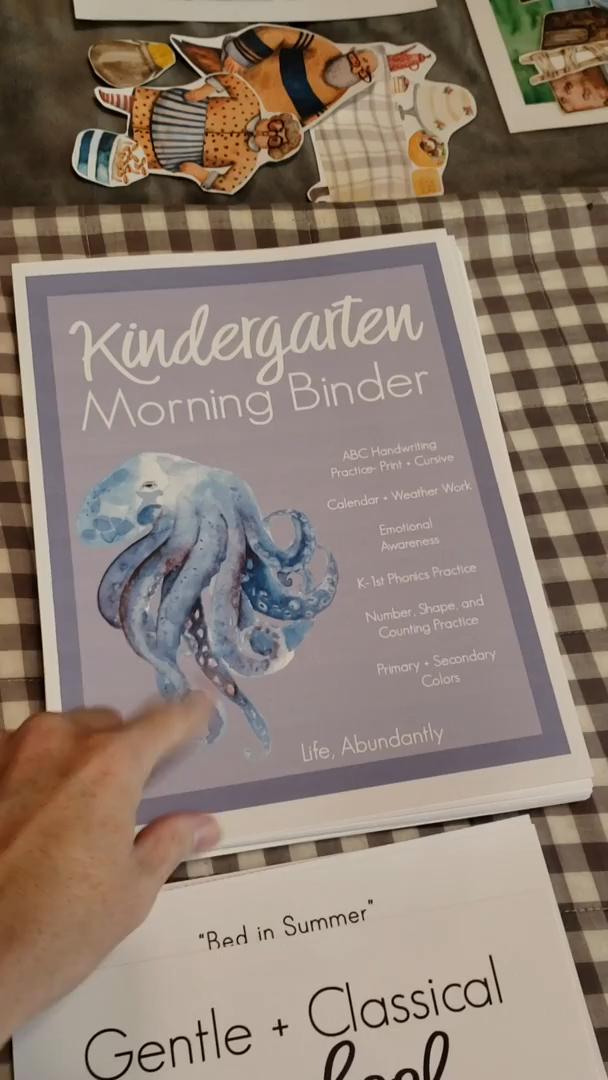 Kindergarten
Morning Binder
ABC Handwriting
Practice- Print + Cursive
Calendar + Weather Work
Emotional
Awareness
K-1st Phonics Practice
Number, Shape, and
Counting Practice
Primary + Secondary
Colors
Life, Abundantly
"Bed in Summer"
Gentle + Classical